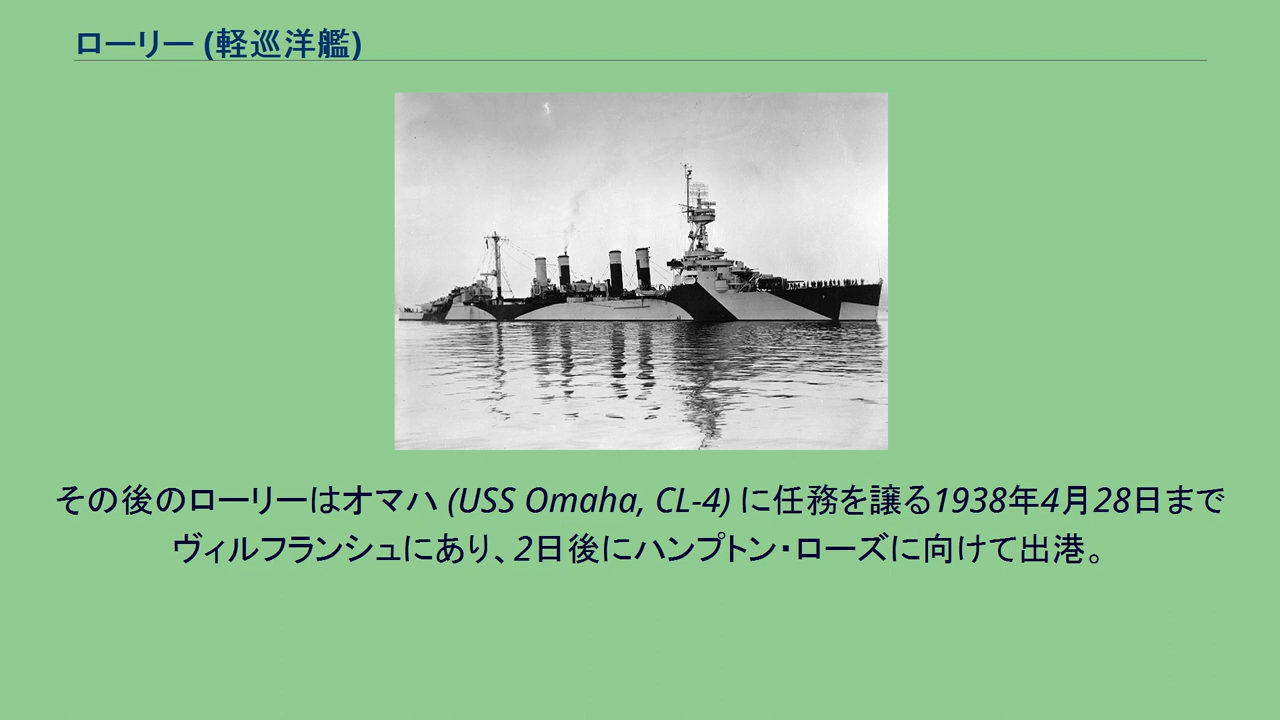 ローリー (軽巡洋艦)
その後のローリーはオマハ (USS Omaha, CL-4) に任務を譲る1938年4月28日まで
ヴィルフランシュにあり、2日後にハンプトン・ローズに向けて出港。